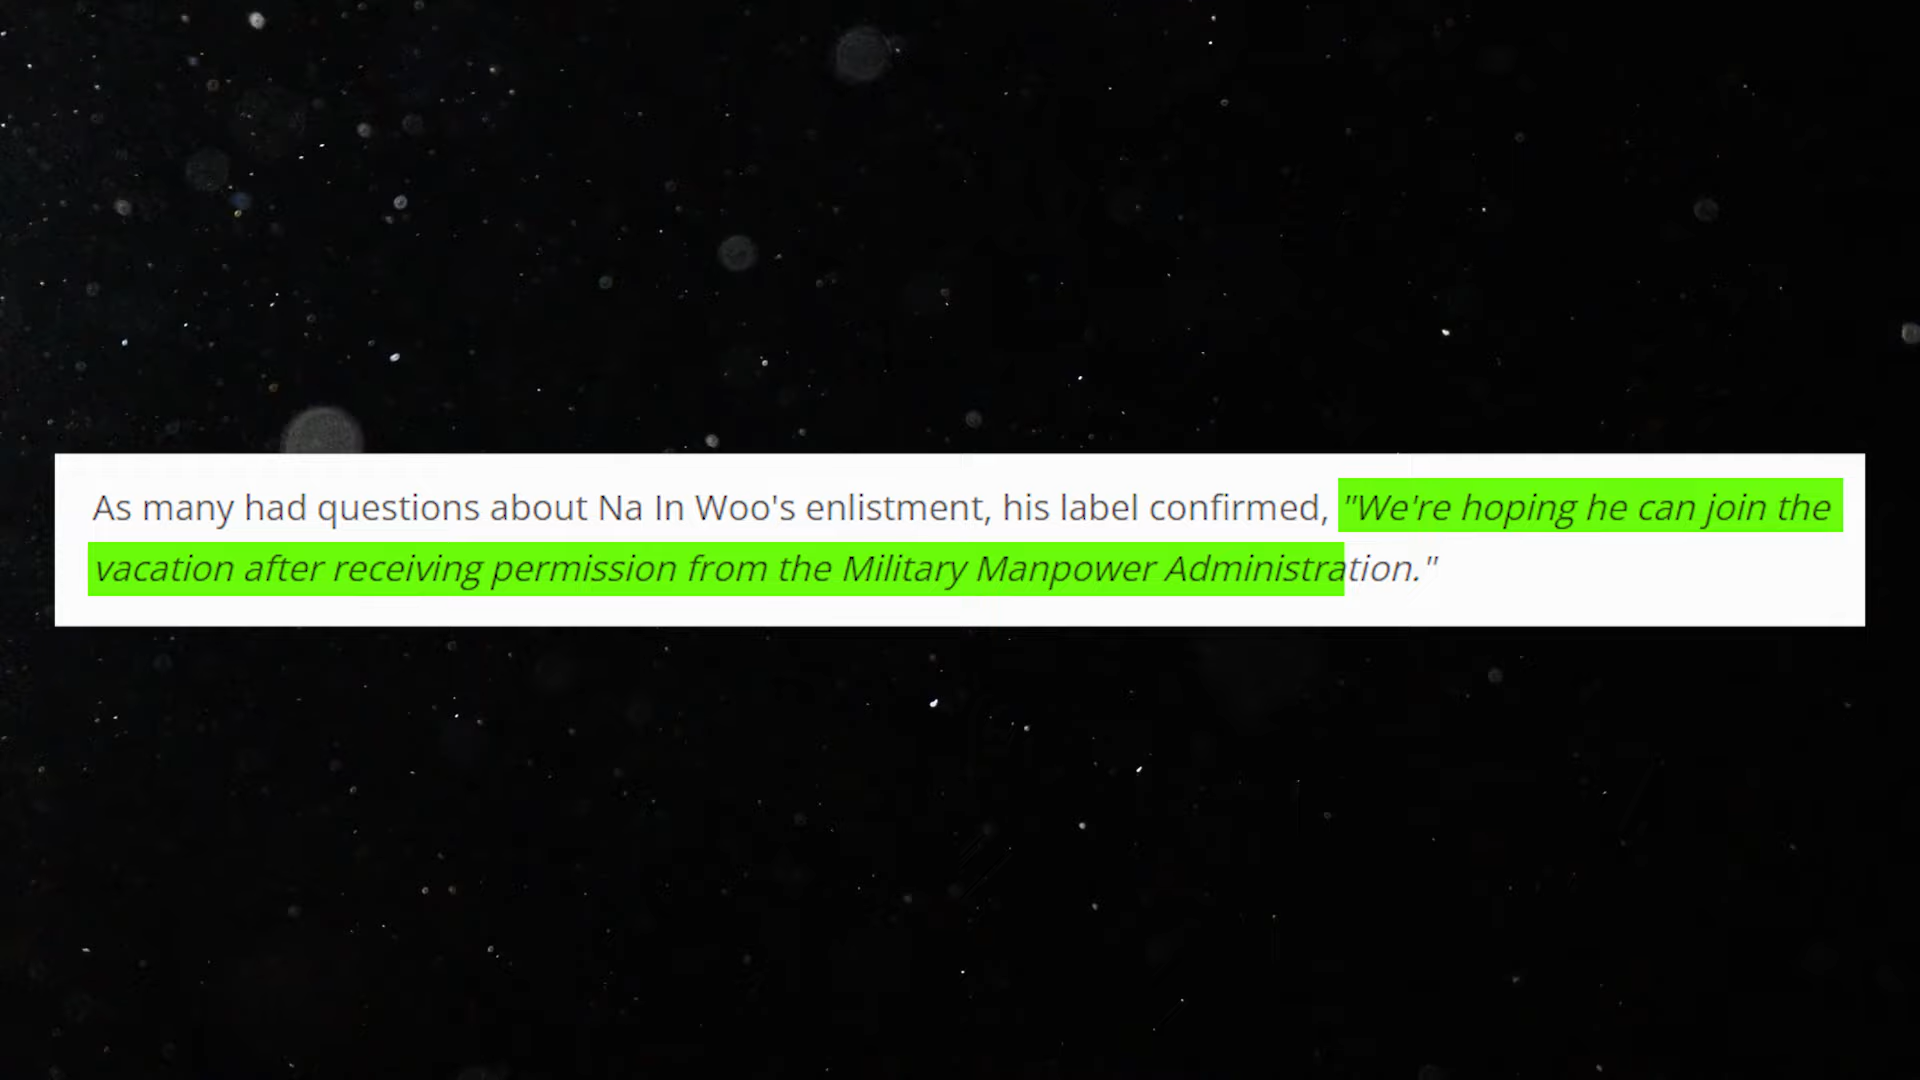 As many had questions about Na In Woo's enlistment, his label confirmed, "We're hoping he can join the
vacation after receiving permission from the Military Manpower Administration."